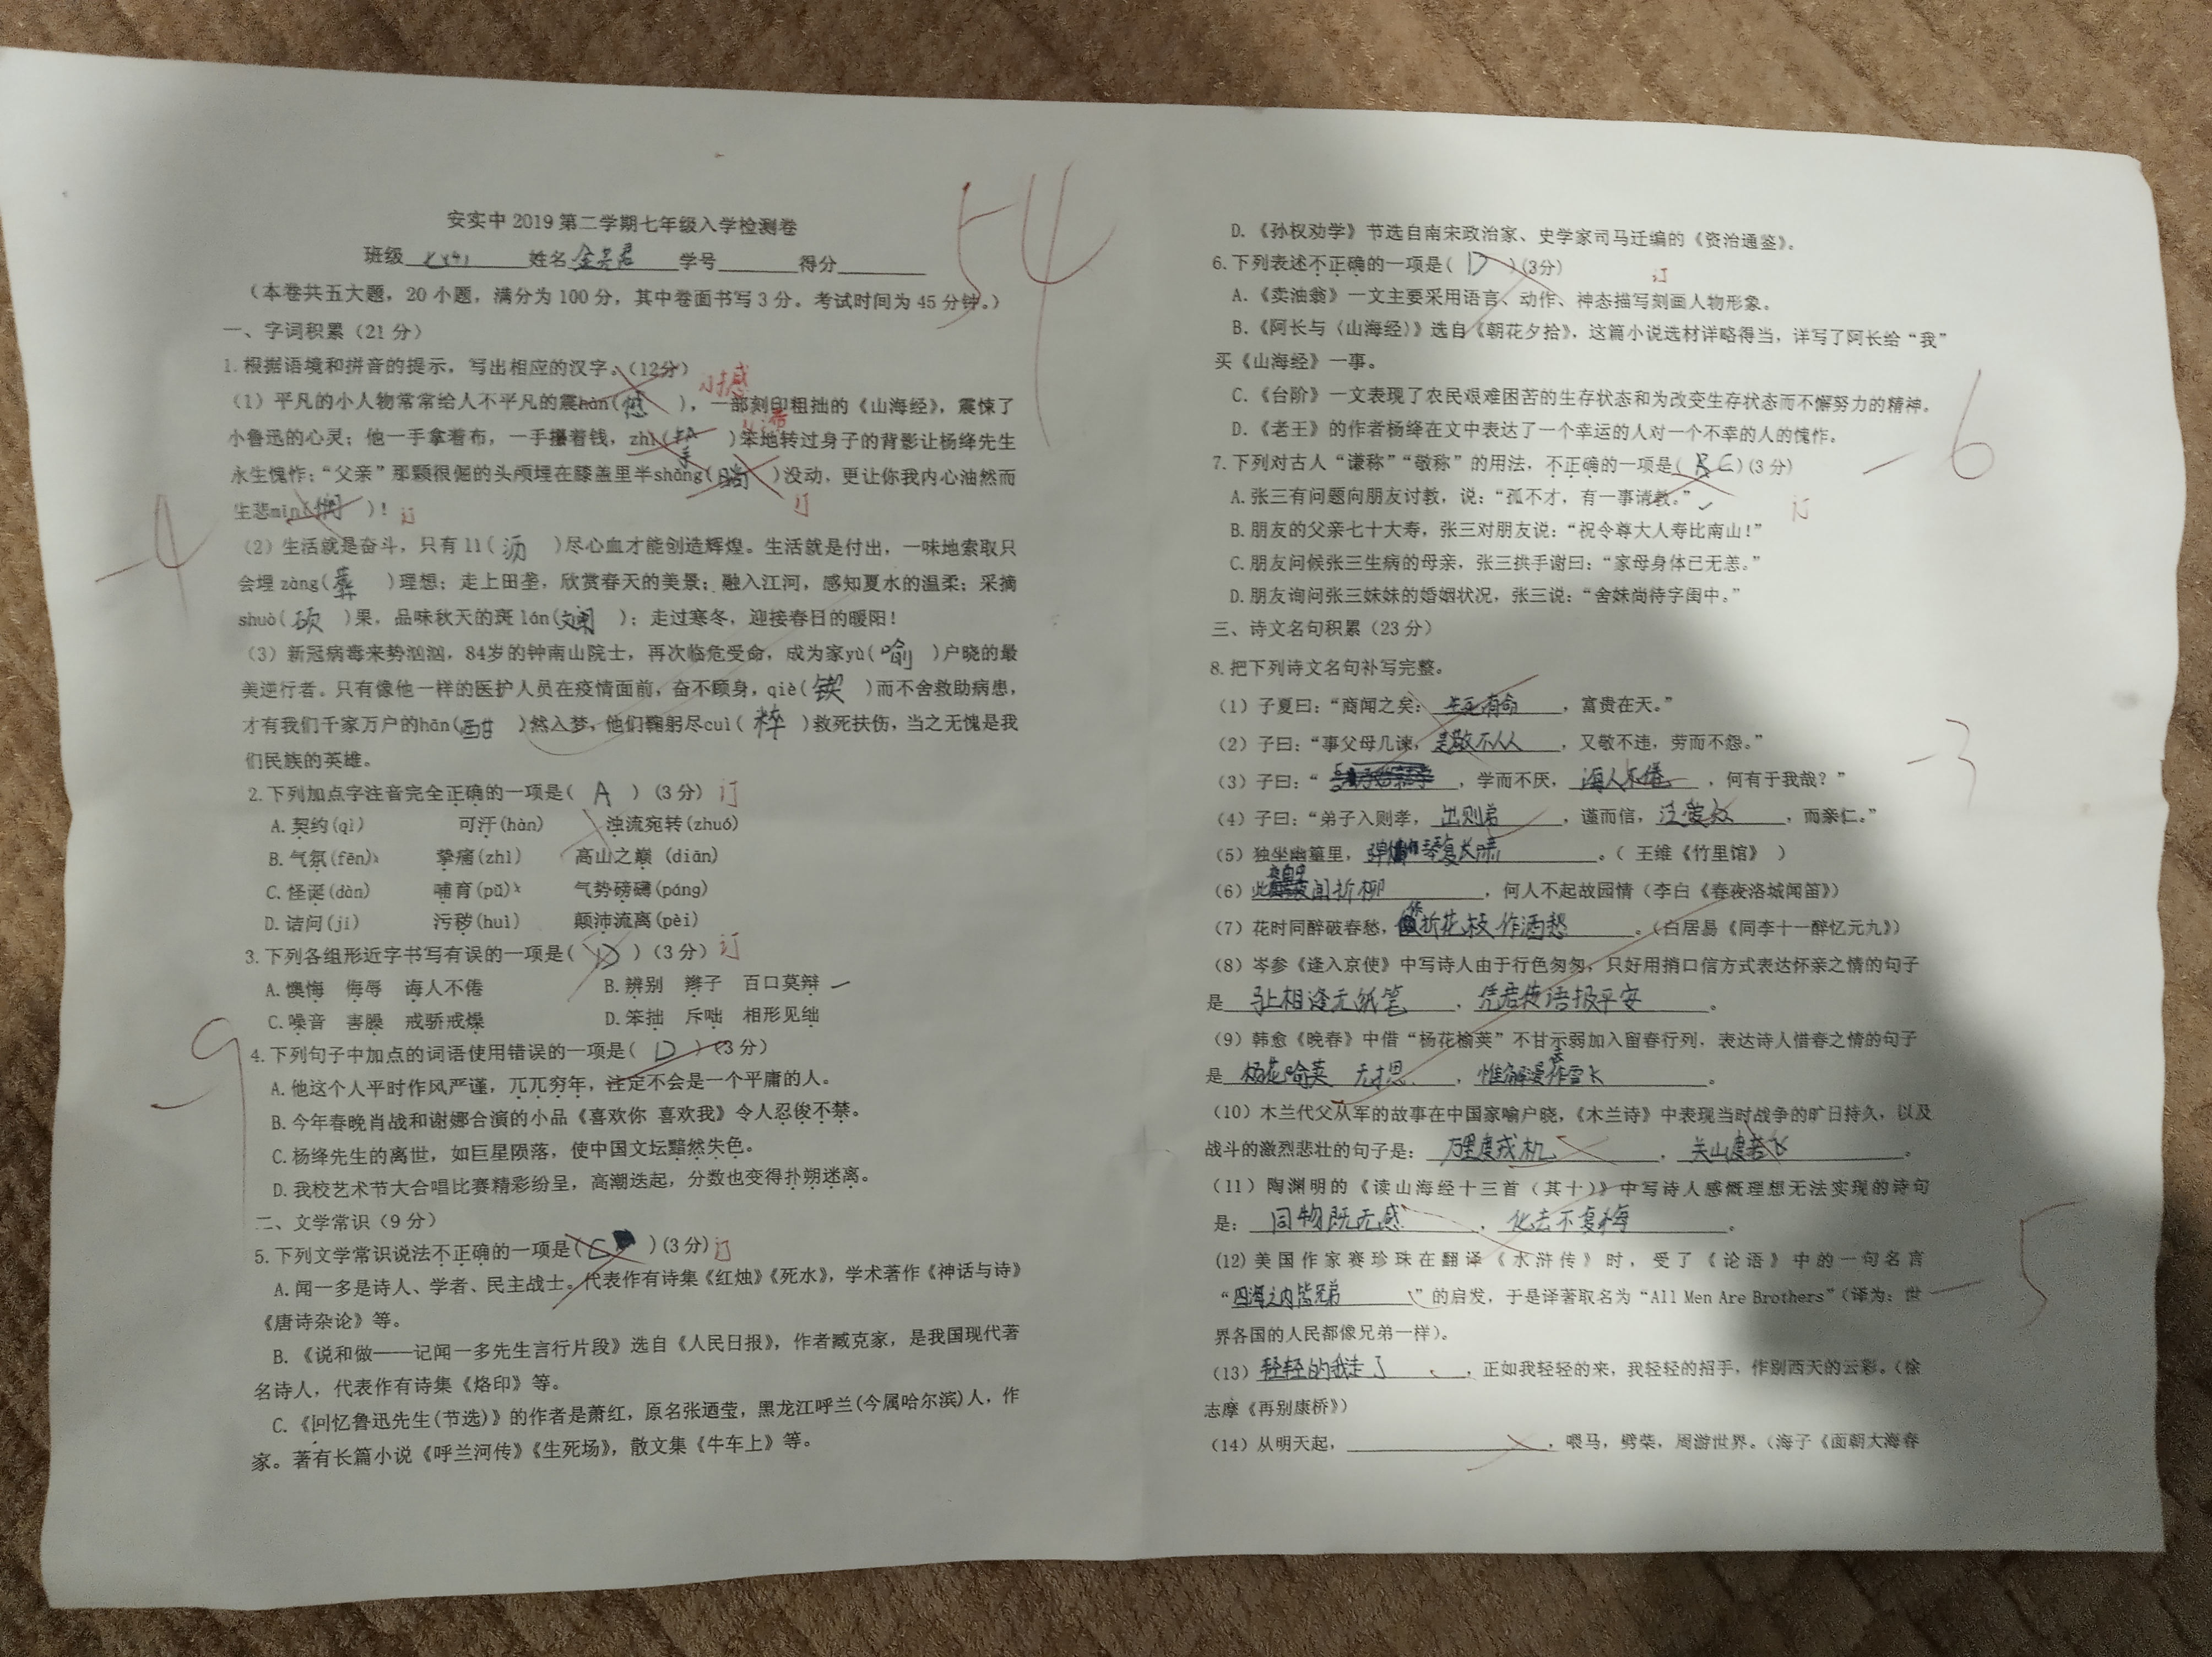 安实中 2019 第二学期七年级入学检测卷
54
班级 七(4) 姓名 学号 得分
(本卷共五大题，20 小题，满分为 100 分，其中卷面书写 3 分。考试时间为 45 分钟。)
一、字词积累（21 分）
1.根据语境和拼音的提示，写出相应的汉字。(12分)
订 撼
（1）平凡的小人物常常给人不平凡的震hàn( )，一部刻印粗拙的《山海经》，震悚了
滞
小鲁迅的心灵；他一手拿着布，一手攥着钱，zhì( )笨地转过身子的背影让杨绛先生
永生愧怍；“父亲”那颗很倔的头颅埋在膝盖里半shǎng(晌 )没动，更让你我内心油然而
订
生悲mǐn(悯 )！ 订
-4
（2）生活就是奋斗，只有 lì( 沥 )尽心血才能创造辉煌。生活就是付出，一味地索取只
会埋 zàng( 葬 )理想；走上田垄，欣赏春天的美景；融入江河，感知夏水的温柔；采摘
shuò( 硕 )果，品味秋天的斑 lán(斓 )；走过寒冬，迎接春日的暖阳！
（3）新冠病毒来势汹汹，84岁的钟南山院士，再次临危受命，成为家yù( 喻 )户晓的最
美逆行者。只有像他一样的医护人员在疫情面前，奋不顾身，qiè( 锲 )而不舍救助病患，
才有我们千家万户的hān(酣 )然入梦，他们鞠躬尽cuì( 粹 )救死扶伤，当之无愧是我
们民族的英雄。
2.下列加点字注音完全正确的一项是( A )(3 分) 订
A.契约(qì) 可汗(hàn) 浊流宛转(zhuó)
B.气氛(fēn) 挚痛(zhì) 高山之巅 (diān)
C.怪诞(dàn) 哺育(pǔ) 气势磅礴(páng)
D.诘问(jí) 污秽(huì) 颠沛流离(pèi)
3.下列各组形近字书写有误的一项是( D )(3 分) 订
A.懊悔 侮辱 诲人不倦 B.辨别 辫子 百口莫辩
C.噪音 害臊 戒骄戒燥 D.笨拙 斥咄 相形见绌
-9
4.下列句子中加点的词语使用错误的一项是( D )(3 分)
A.他这个人平时作风严谨，兀兀穷年，注定不会是一个平庸的人。
B.今年春晚肖战和谢娜合演的小品《喜欢你 喜欢我》令人忍俊不禁。
C.杨绛先生的离世，如巨星陨落，使中国文坛黯然失色。
D.我校艺术节大合唱比赛精彩纷呈，高潮迭起，分数也变得扑朔迷离。
二、文学常识（9 分）
5.下列文学常识说法不正确的一项是( C )(3 分)订
A.闻一多是诗人、学者、民主战士。代表作有诗集《红烛》《死水》，学术著作《神话与诗》
《唐诗杂论》等。
B.《说和做——记闻一多先生言行片段》选自《人民日报》，作者臧克家，是我国现代著
名诗人，代表作有诗集《烙印》等。
C.《回忆鲁迅先生(节选)》的作者是萧红，原名张迺莹，黑龙江呼兰(今属哈尔滨)人，作
家。著有长篇小说《呼兰河传》《生死场》，散文集《牛车上》等。
D.《孙权劝学》节选自南宋政治家、史学家司马迁编的《资治通鉴》。
6.下列表述不正确的一项是( D )(3分) 订
A.《卖油翁》一文主要采用语言、动作、神态描写刻画人物形象。
B.《阿长与〈山海经〉》选自《朝花夕拾》，这篇小说选材详略得当，详写了阿长给“我”
买《山海经》一事。
C.《台阶》一文表现了农民艰难困苦的生存状态和为改变生存状态而不懈努力的精神。
D.《老王》的作者杨绛在文中表达了一个幸运的人对一个不幸的人的愧怍。
-6
7.下列对古人“谦称”“敬称”的用法，不正确的一项是( C )(3 分)
A.张三有问题向朋友讨教，说：“孤不才，有一事请教。” 订
B.朋友的父亲七十大寿，张三对朋友说：“祝令尊大人寿比南山！”
C.朋友问候张三生病的母亲，张三拱手谢曰：“家母身体已无恙。”
D.朋友询问张三妹妹的婚姻状况，张三说：“舍妹尚待字闺中。”
三、诗文名句积累（23 分）
8.把下列诗文名句补写完整。
（1）子夏曰：“商闻之矣：生死有命，富贵在天。”
（2）子曰：“事父母几谏，是敬不从，又敬不违，劳而不怨。”
（3）子曰：“ ，学而不厌，诲人不倦，何有于我哉？”
-3
（4）子曰：“弟子入则孝，出则弟，谨而信，泛爱众，而亲仁。”
（5）独坐幽篁里，弹琴复长啸。（ 王维《竹里馆》 ）
（6）此夜曲中闻折柳，何人不起故园情（李白《春夜洛城闻笛》）
（7）花时同醉破春愁，醉折花枝作酒愁。（白居易《同李十一醉忆元九》）
（8）岑参《逢入京使》中写诗人由于行色匆匆，只好用捎口信方式表达怀亲之情的句子
是 马上相逢无纸笔，凭君传语报平安。
（9）韩愈《晚春》中借“杨花榆荚”不甘示弱加入留春行列，表达诗人惜春之情的句子
是 杨花榆荚 无才思，惟解漫天作雪飞。
（10）木兰代父从军的故事在中国家喻户晓，《木兰诗》中表现当时战争的旷日持久，以及
战斗的激烈悲壮的句子是： 万里度戎机，关山度若飞。
（11）陶渊明的《读山海经十三首（其十）》中写诗人感慨理想无法实现的诗句
是： 同物既无感，化去不复悔。
(12)美国作家赛珍珠在翻译《水浒传》时，受了《论语》中的一句名言
“四海之内皆兄弟”的启发，于是译著取名为“All Men Are Brothers”(译为：世
-5
界各国的人民都像兄弟一样)。
（13）轻轻的我走了，正如我轻轻的来，我轻轻的招手，作别西天的云彩。（徐
志摩《再别康桥》）
（14）从明天起， ，喂马，劈柴，周游世界。（海子《面朝大海春